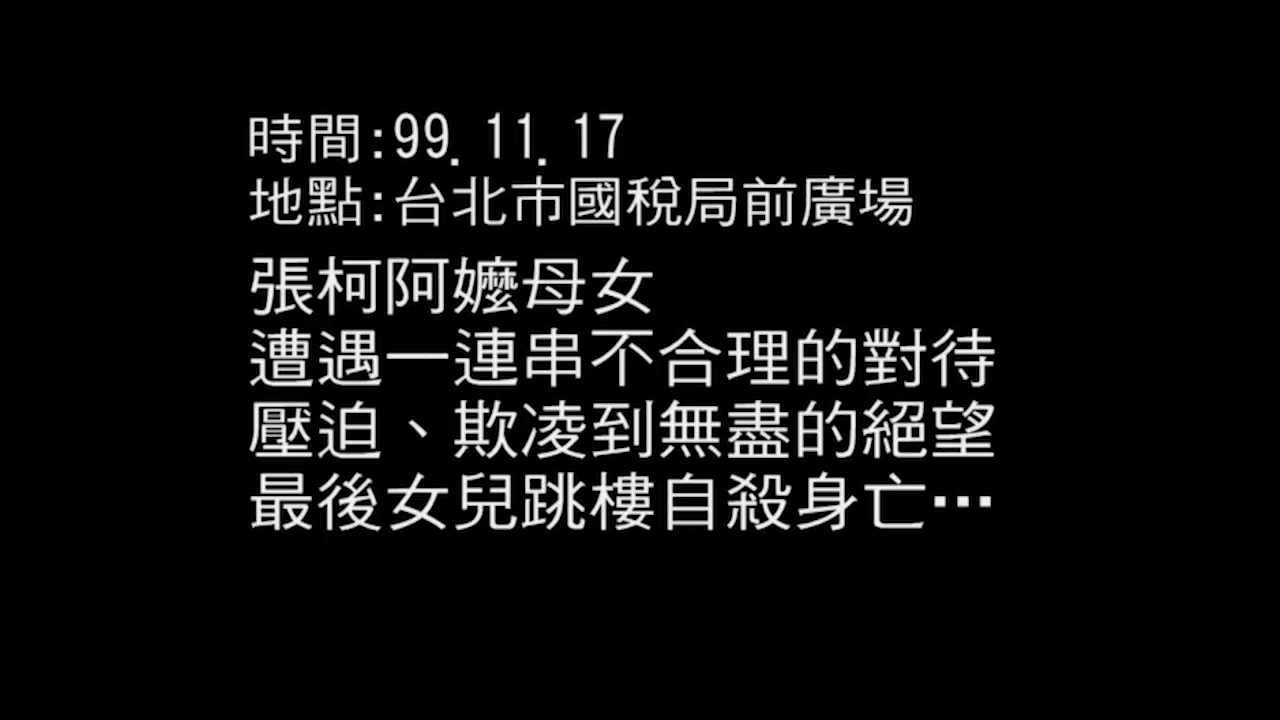 時間:99.11.17
地點:台北市國稅局前廣場
張柯阿嬤母女
遭遇一連串不合理的對待
壓迫、欺凌到無盡的絕望
最後女兒跳樓自殺身亡…